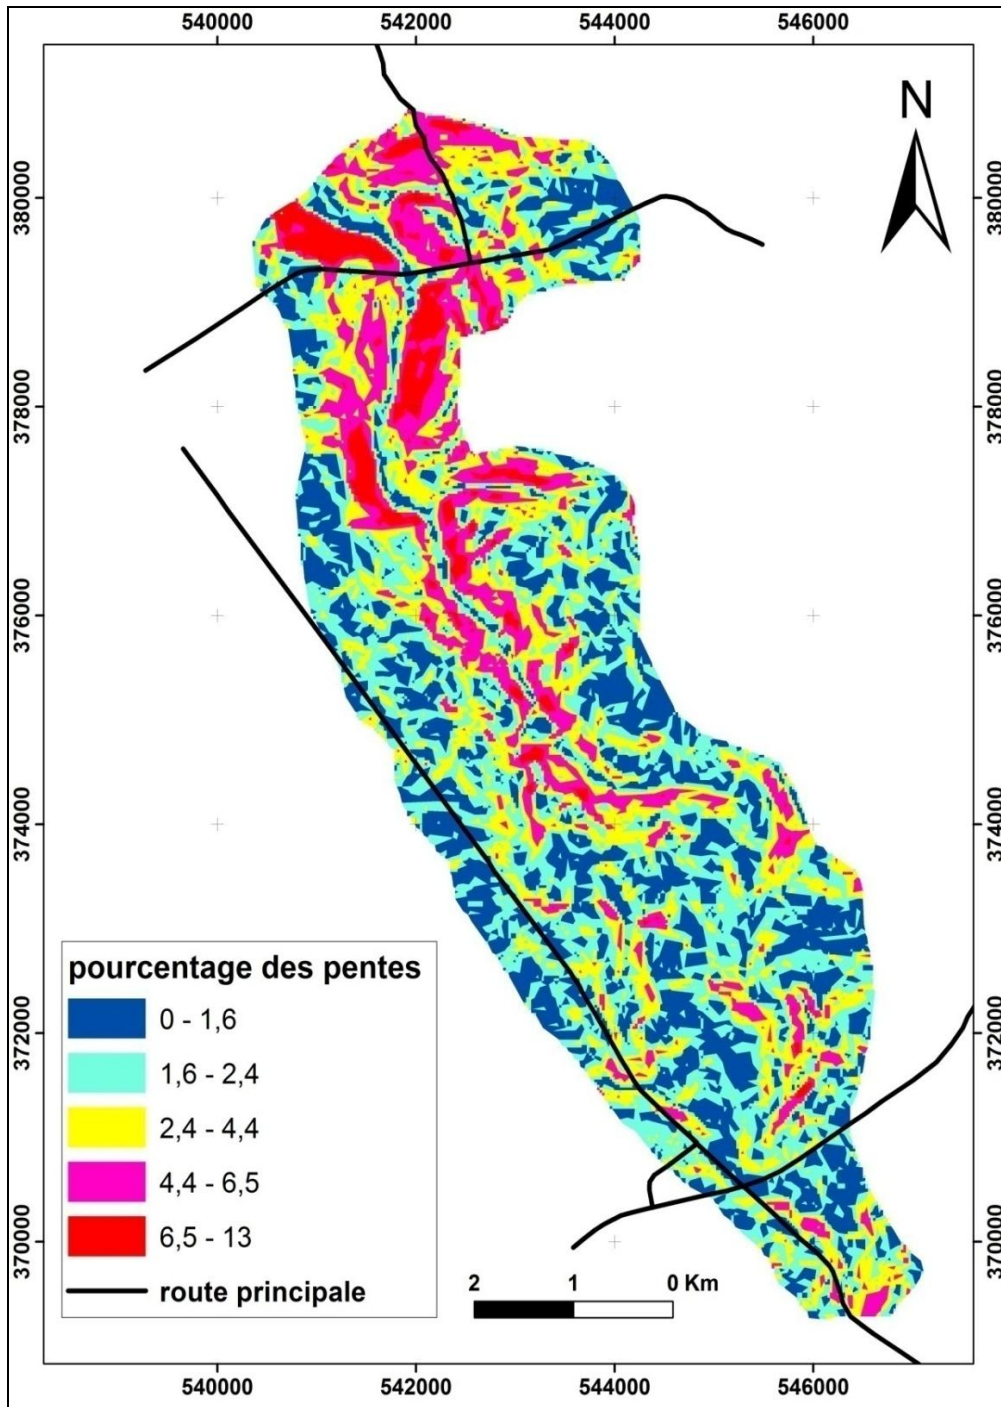 540000 542000 544000 546000
N
380000 380000
378000 378000
376000 376000
374000 374000
372000 372000
370000 370000
pourcentage des pentes
0 - 1,6
1,6 - 2,4
2,4 - 4,4
4,4 - 6,5
6,5 - 13
route principale
2 1 0 Km
540000 542000 544000 546000